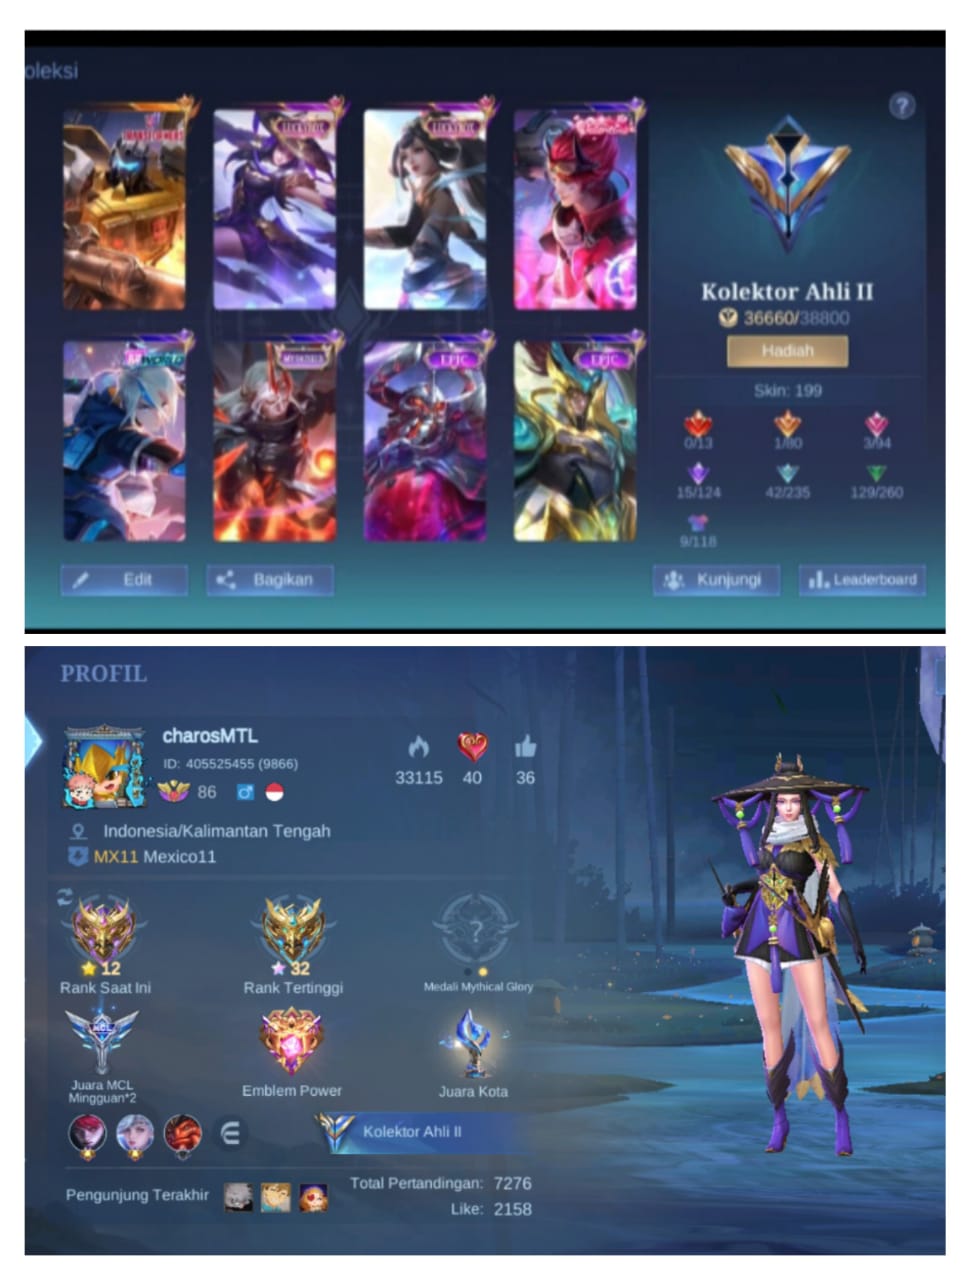 oleksi
?
TRANSFORMERS
EPIC
EPIC
Kolektor Ahli II
36660/38800
Hadiah
Skin: 199
0/13
1/80
3/94
15/124
42/235
129/260
9/118
Edit
Bagikan
Kunjungi
Leaderboard
PROFIL
charosMTL
ID: 405525455 (9866)
86
33115
40
36
Indonesia/Kalimantan Tengah
MX11 Mexico11
12
Rank Saat Ini
32
Rank Tertinggi
?
Medali Mythical Glory
MCL
Juara MCL
Mingguan*2
Emblem Power
Juara Kota
Kolektor Ahli II
Pengunjung Terakhir
Total Pertandingan: 7276
Like: 2158